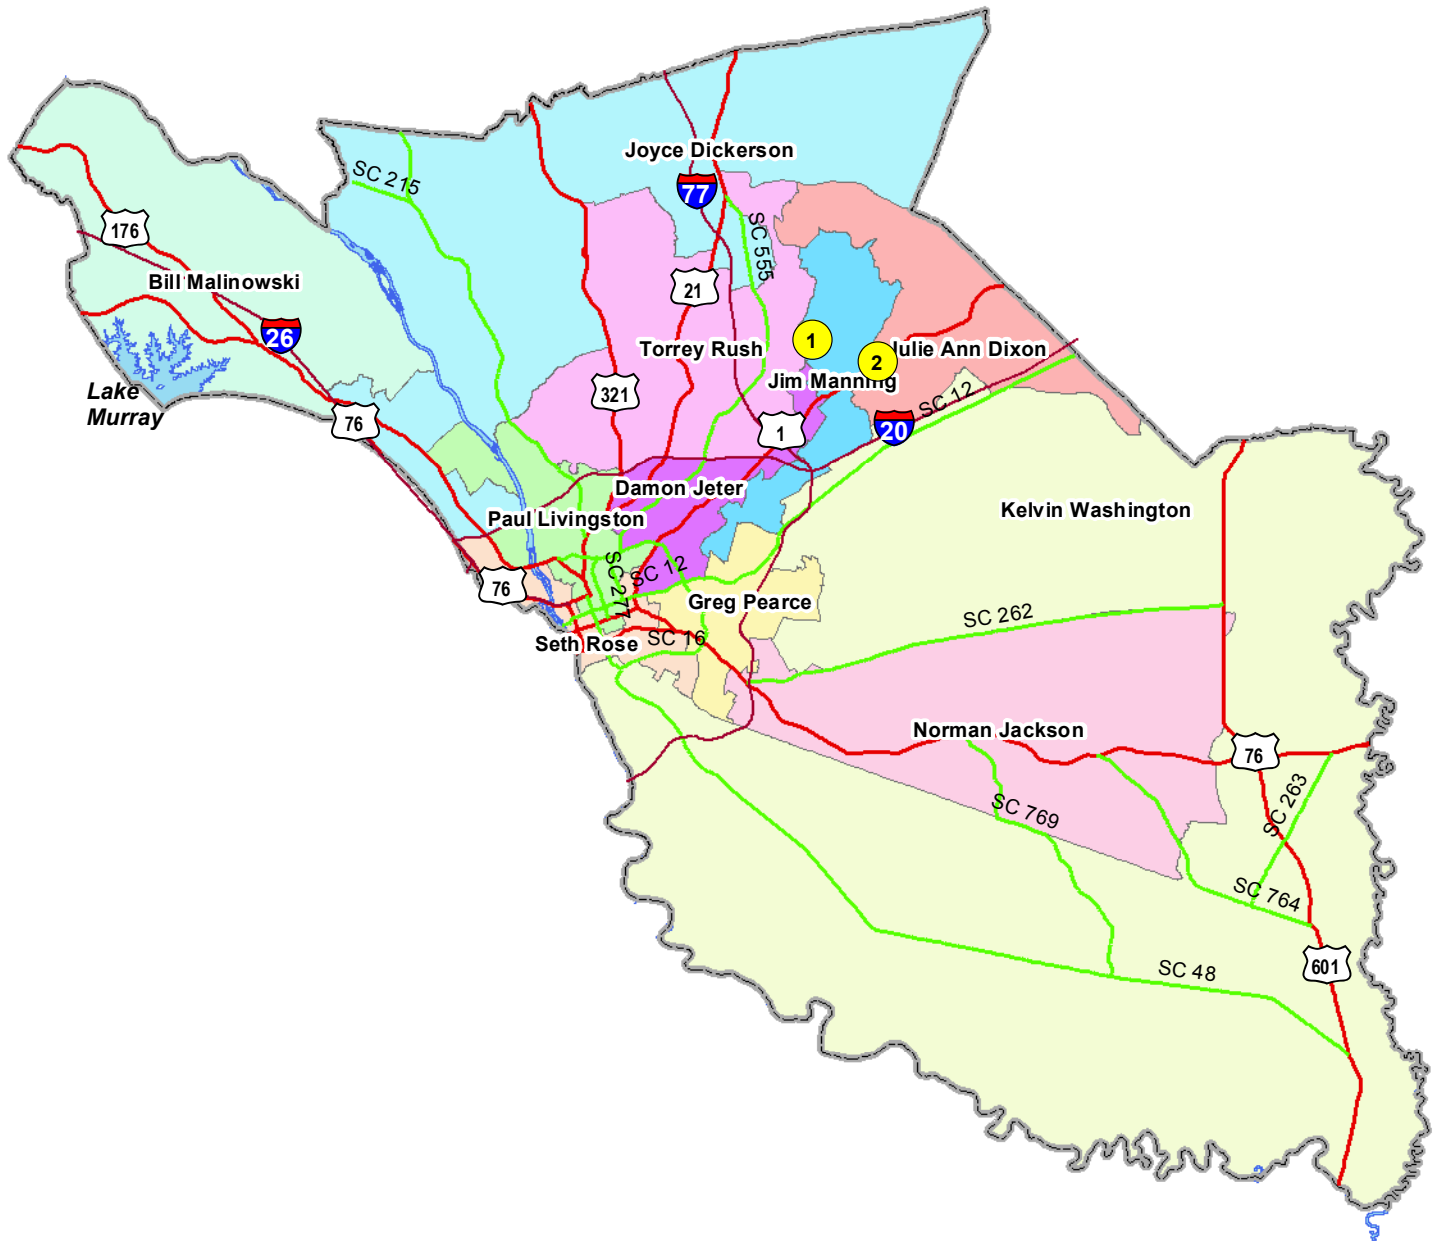 Joyce Dickerson
SC 215
77
176
SC 555
Bill Malinowski
21
26
1
Torrey Rush
2
Julie Ann Dixon
Jim Manning
Lake
Murray
321
SC 12
76
1
20
Damon Jeter
Kelvin Washington
Paul Livingston
SC 277
SC 12
76
Greg Pearce
SC 262
Seth Rose
SC 16
Norman Jackson
76
SC 263
SC 769
SC 764
601
SC 48